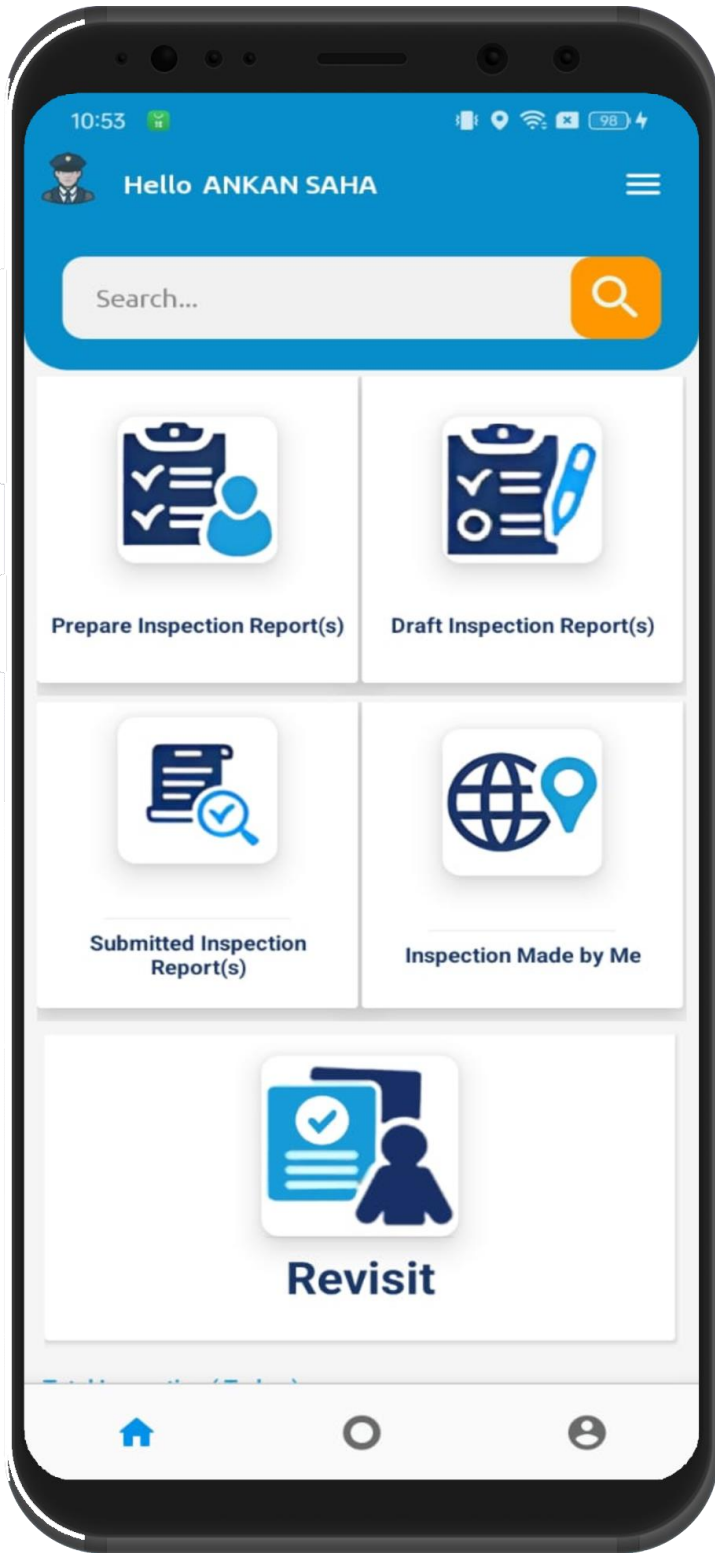 10:53
98
Hello ANKAN SAHA
Search...
Prepare Inspection Report(s)
Draft Inspection Report(s)
Submitted Inspection
Report(s)
Inspection Made by Me
Revisit